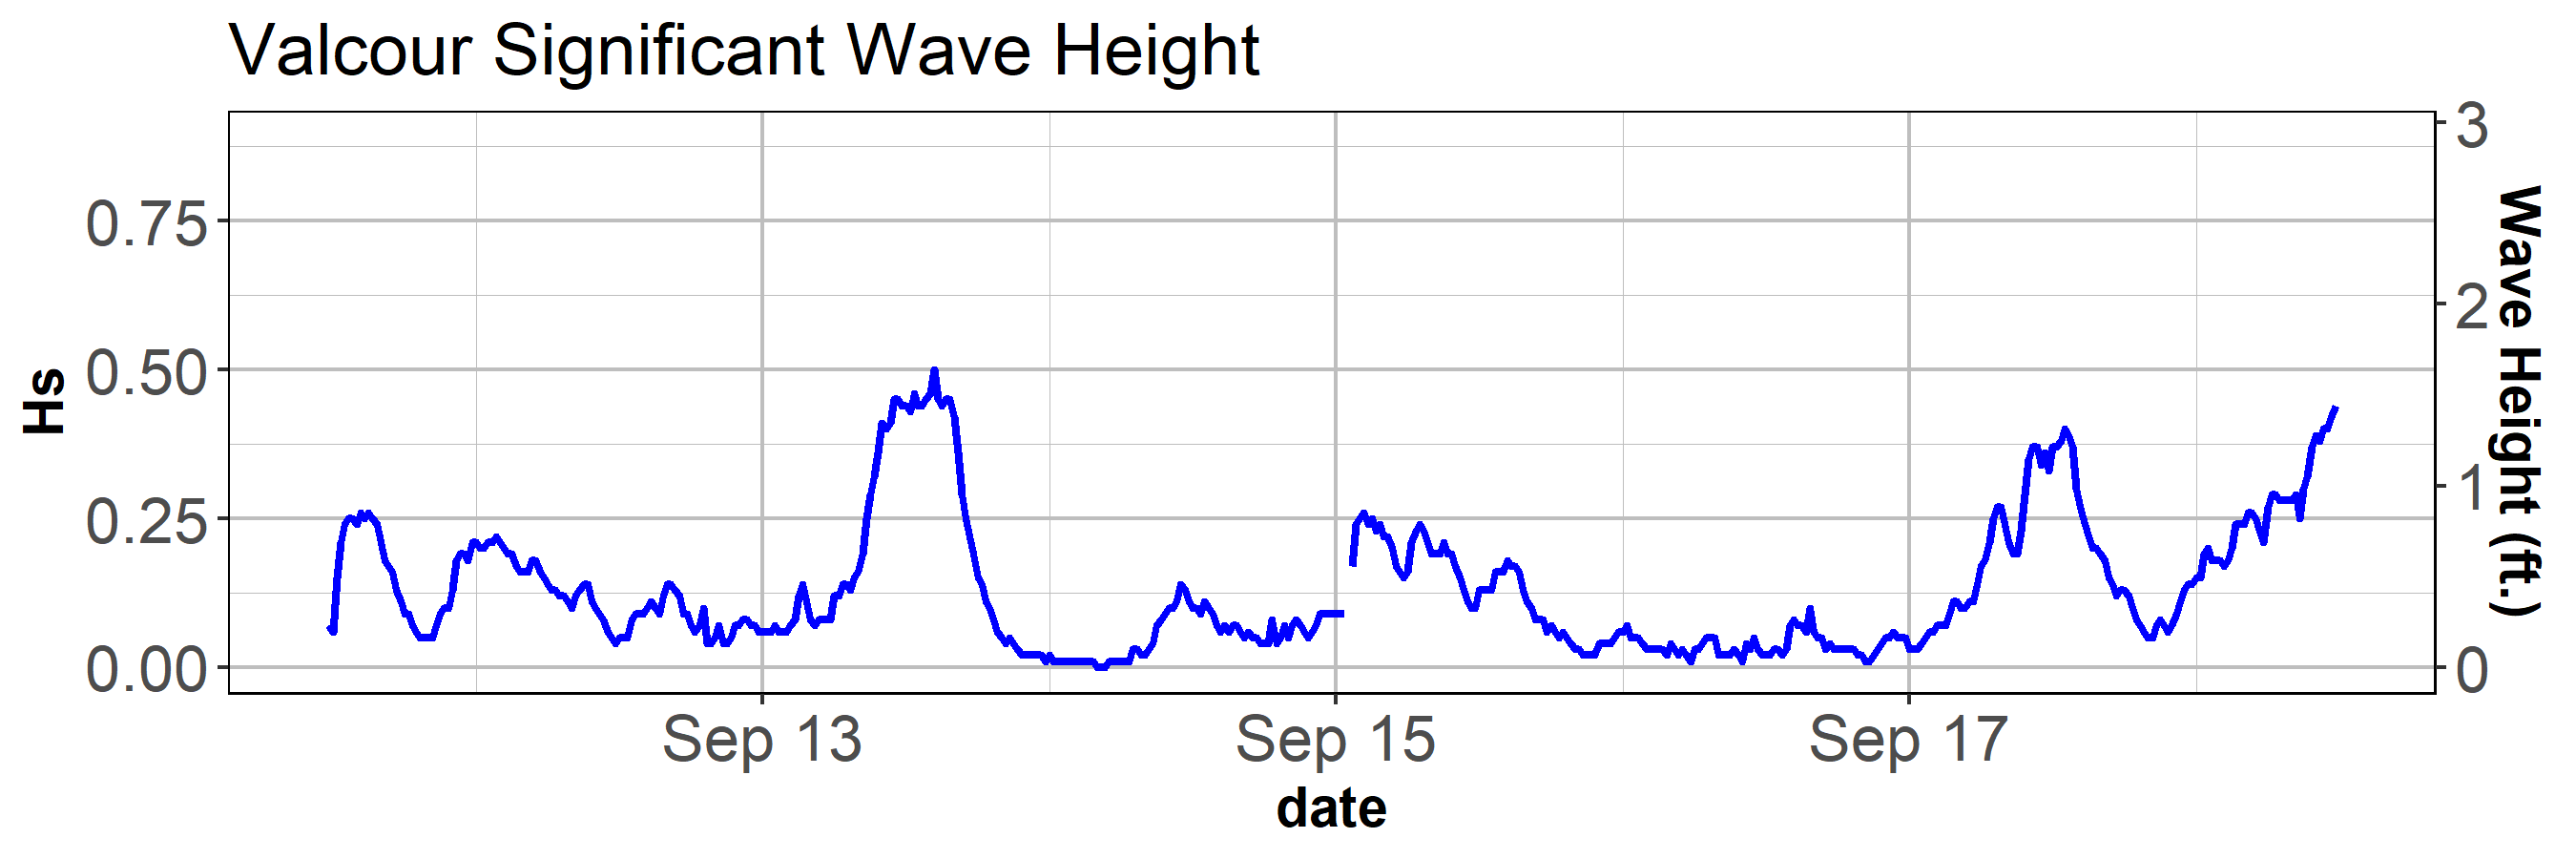 Valcour Significant Wave Height
Hs
0.75
0.50
0.25
0.00
3
2
1
0
Wave Height (ft.)
Sep 13
Sep 15
Sep 17
date